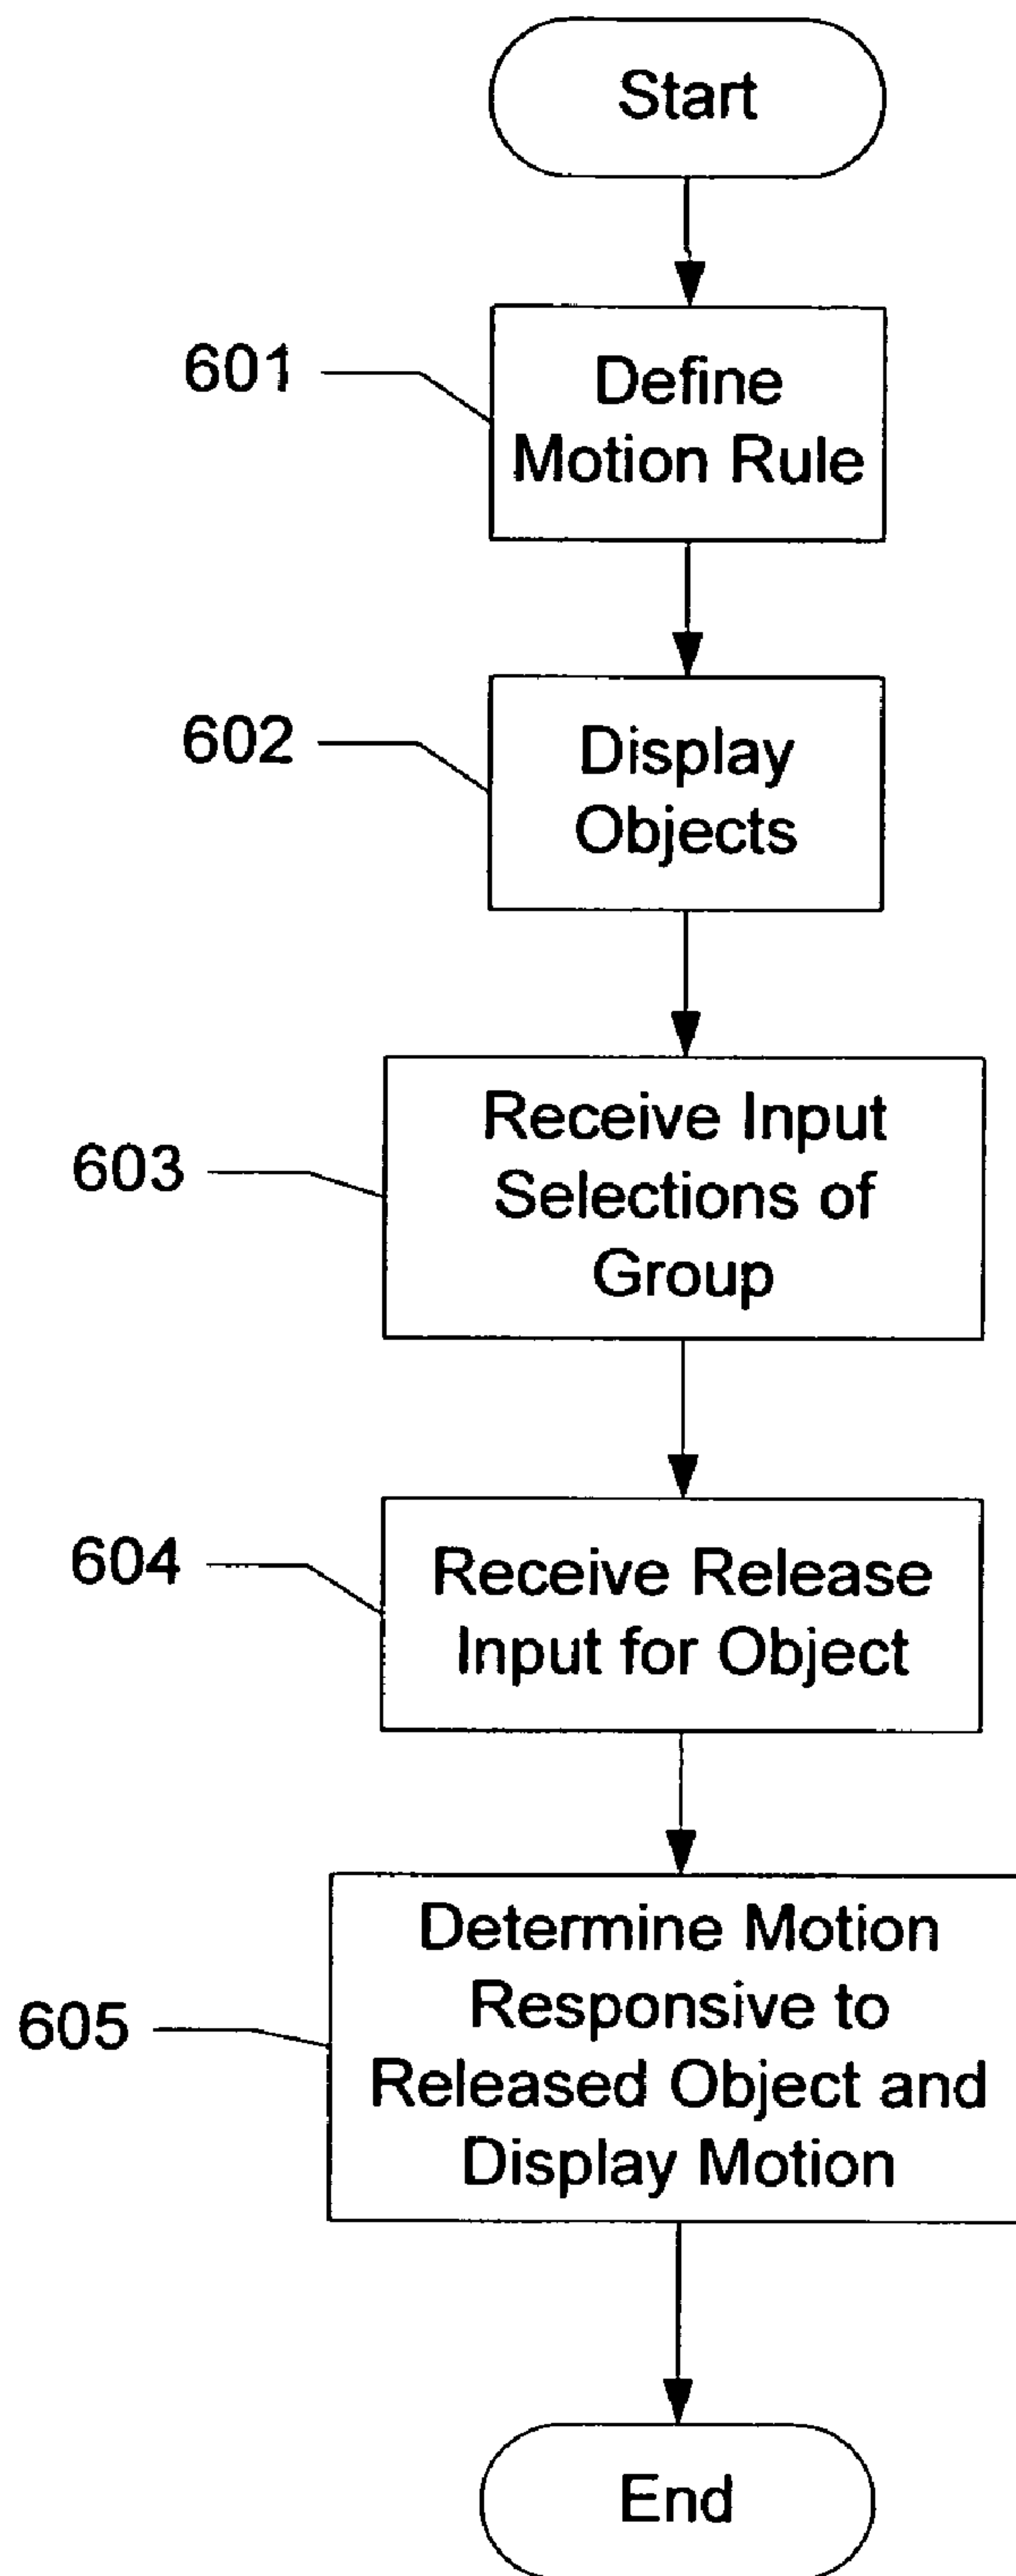 Start
601
Define
Motion Rule
602
Display
Objects
603
Receive Input
Selections of
Group
604
Receive Release
Input for Object
605
Determine Motion
Responsive to
Released Object and
Display Motion
End